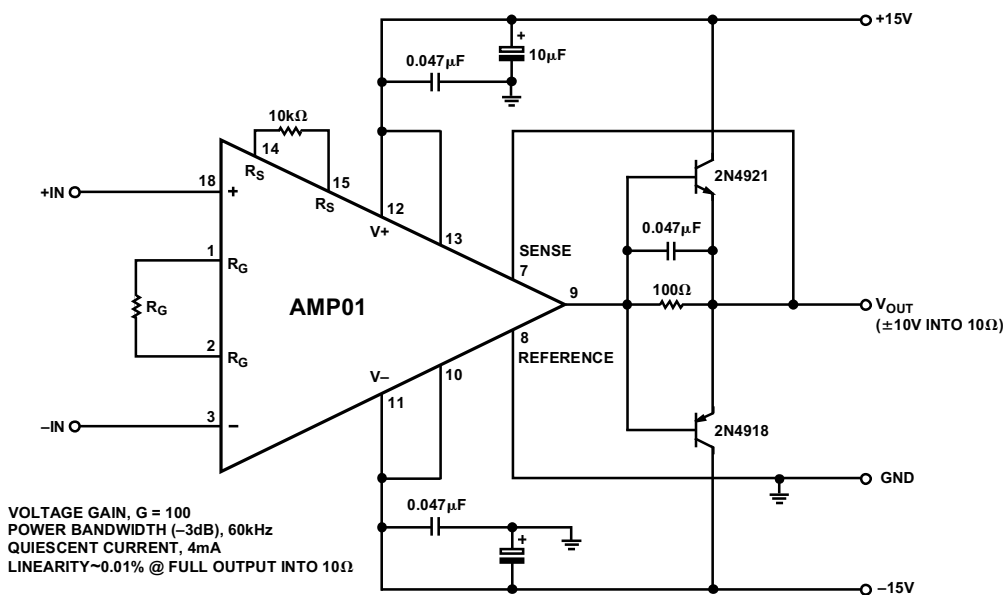 +15V
0.047μF
+
10μF
10kΩ
14
RS
15
RS
18
+IN
+
12
V+
13
2N4921
0.047μF
SENSE
7
1
RG
RG
AMP01
9
100Ω
VOUT
(±10V INTO 10Ω)
8
REFERENCE
2
RG
V–
10
11
–IN
3
–
2N4918
GND
0.047μF
+
VOLTAGE GAIN, G = 100
POWER BANDWIDTH (–3dB), 60kHz
QUIESCENT CURRENT, 4mA
LINEARITY~0.01% @ FULL OUTPUT INTO 10Ω
–15V